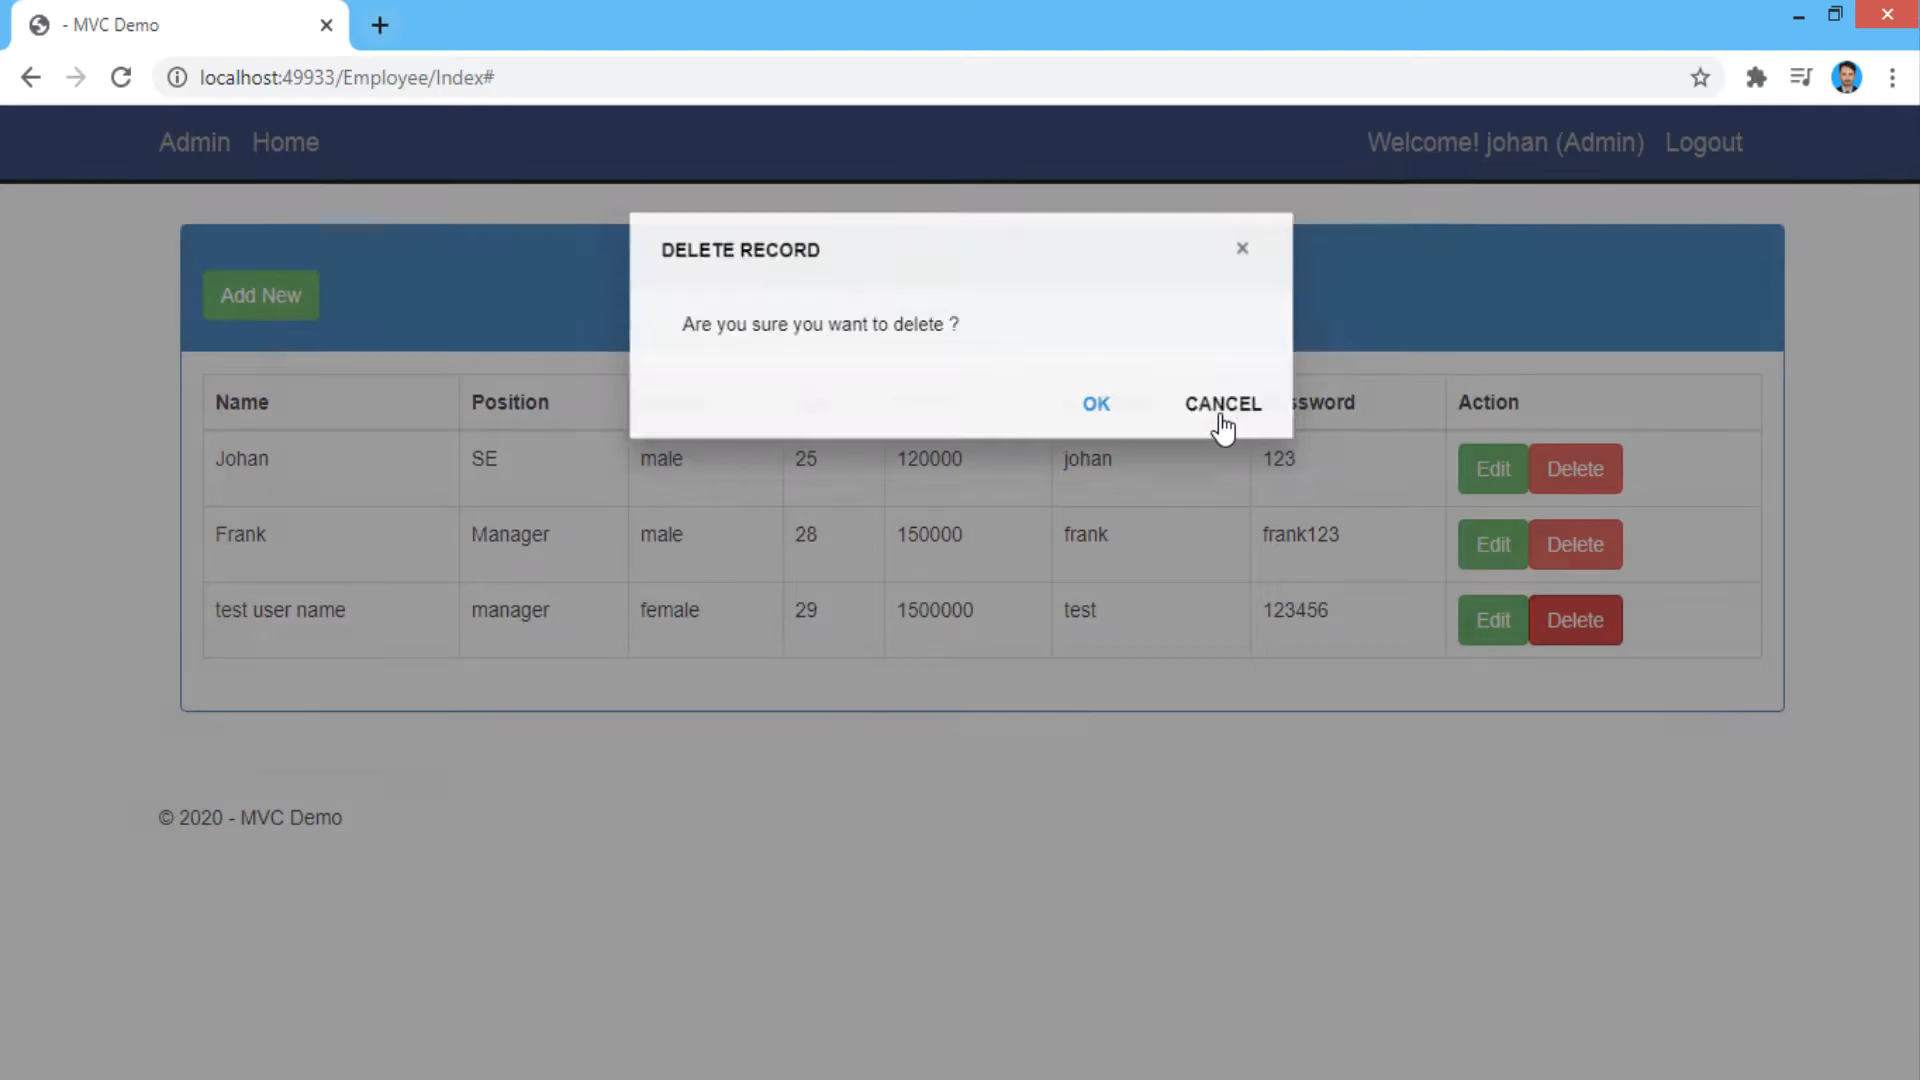 - MVC Demo
localhost:49933/Employee/Index#
Admin Home Welcome! johan (Admin) Logout
DELETE RECORD ×
Add New
Are you sure you want to delete ?
OK CANCEL
Name Position ssword Action
Johan SE male 25 120000 johan 123 Edit Delete
Frank Manager male 28 150000 frank frank123 Edit Delete
test user name manager female 29 1500000 test 123456 Edit Delete
© 2020 - MVC Demo